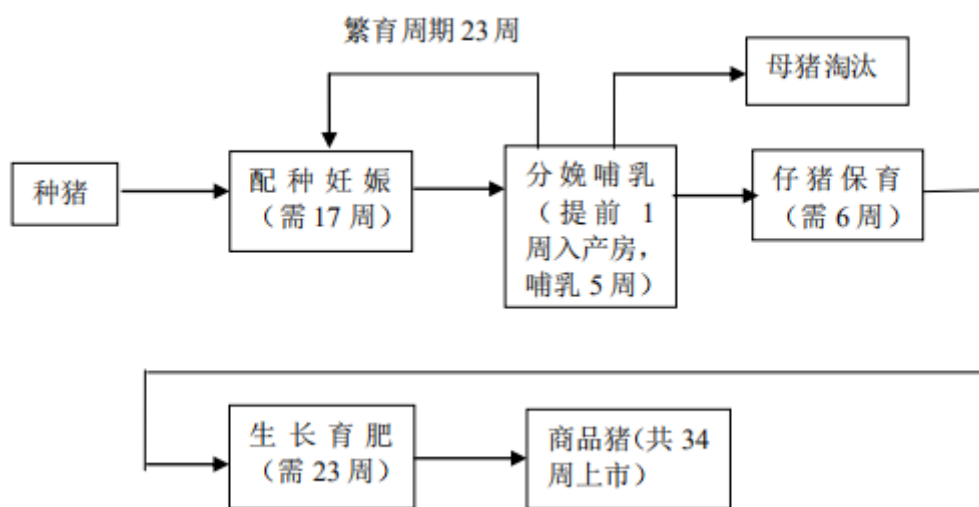 繁育周期 23 周
母猪淘汰
种猪
配种妊娠
（需 17 周）
分娩哺乳
（提前 1
周入产房，
哺乳 5 周）
仔猪保育
（需 6 周）
生长育肥
（需 23 周）
商品猪（共 34
周上市）